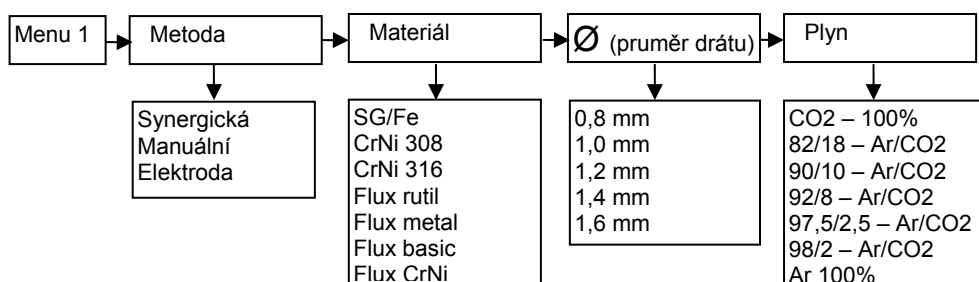 Menu 1
Metoda
Materiál
Ø (pruměr drátu)
Plyn
Synergická
Manuální
Elektroda
SG/Fe
CrNi 308
CrNi 316
Flux rutil
Flux metal
Flux basic
Flux CrNi
0,8 mm
1,0 mm
1,2 mm
1,4 mm
1,6 mm
CO2 – 100%
82/18 – Ar/CO2
90/10 – Ar/CO2
92/8 – Ar/CO2
97,5/2,5 – Ar/CO2
98/2 – Ar/CO2
Ar 100%